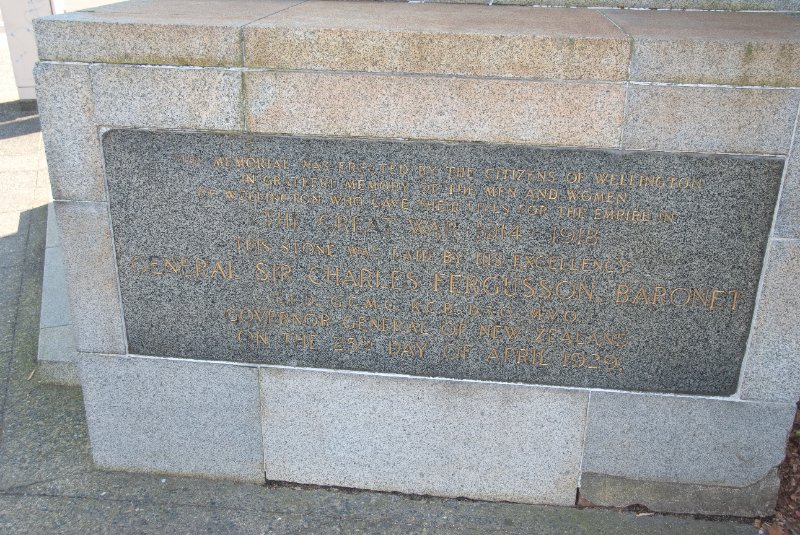 THIS MEMORIAL WAS ERECTED BY THE CITIZENS OF WELLINGTON
IN GRATEFUL MEMORY OF THE MEN AND WOMEN
OF WELLINGTON WHO GAVE THEIR LIVES FOR THE EMPIRE IN
THE GREAT WAR 1914 - 1918
THIS STONE WAS LAID BY HIS EXCELLENCY
GENERAL SIR CHARLES FERGUSSON, BARONET
G.C.M.G., K.C.B., D.S.O., M.V.O.
GOVERNOR GENERAL OF NEW ZEALAND
ON THE 25TH DAY OF APRIL 1929.